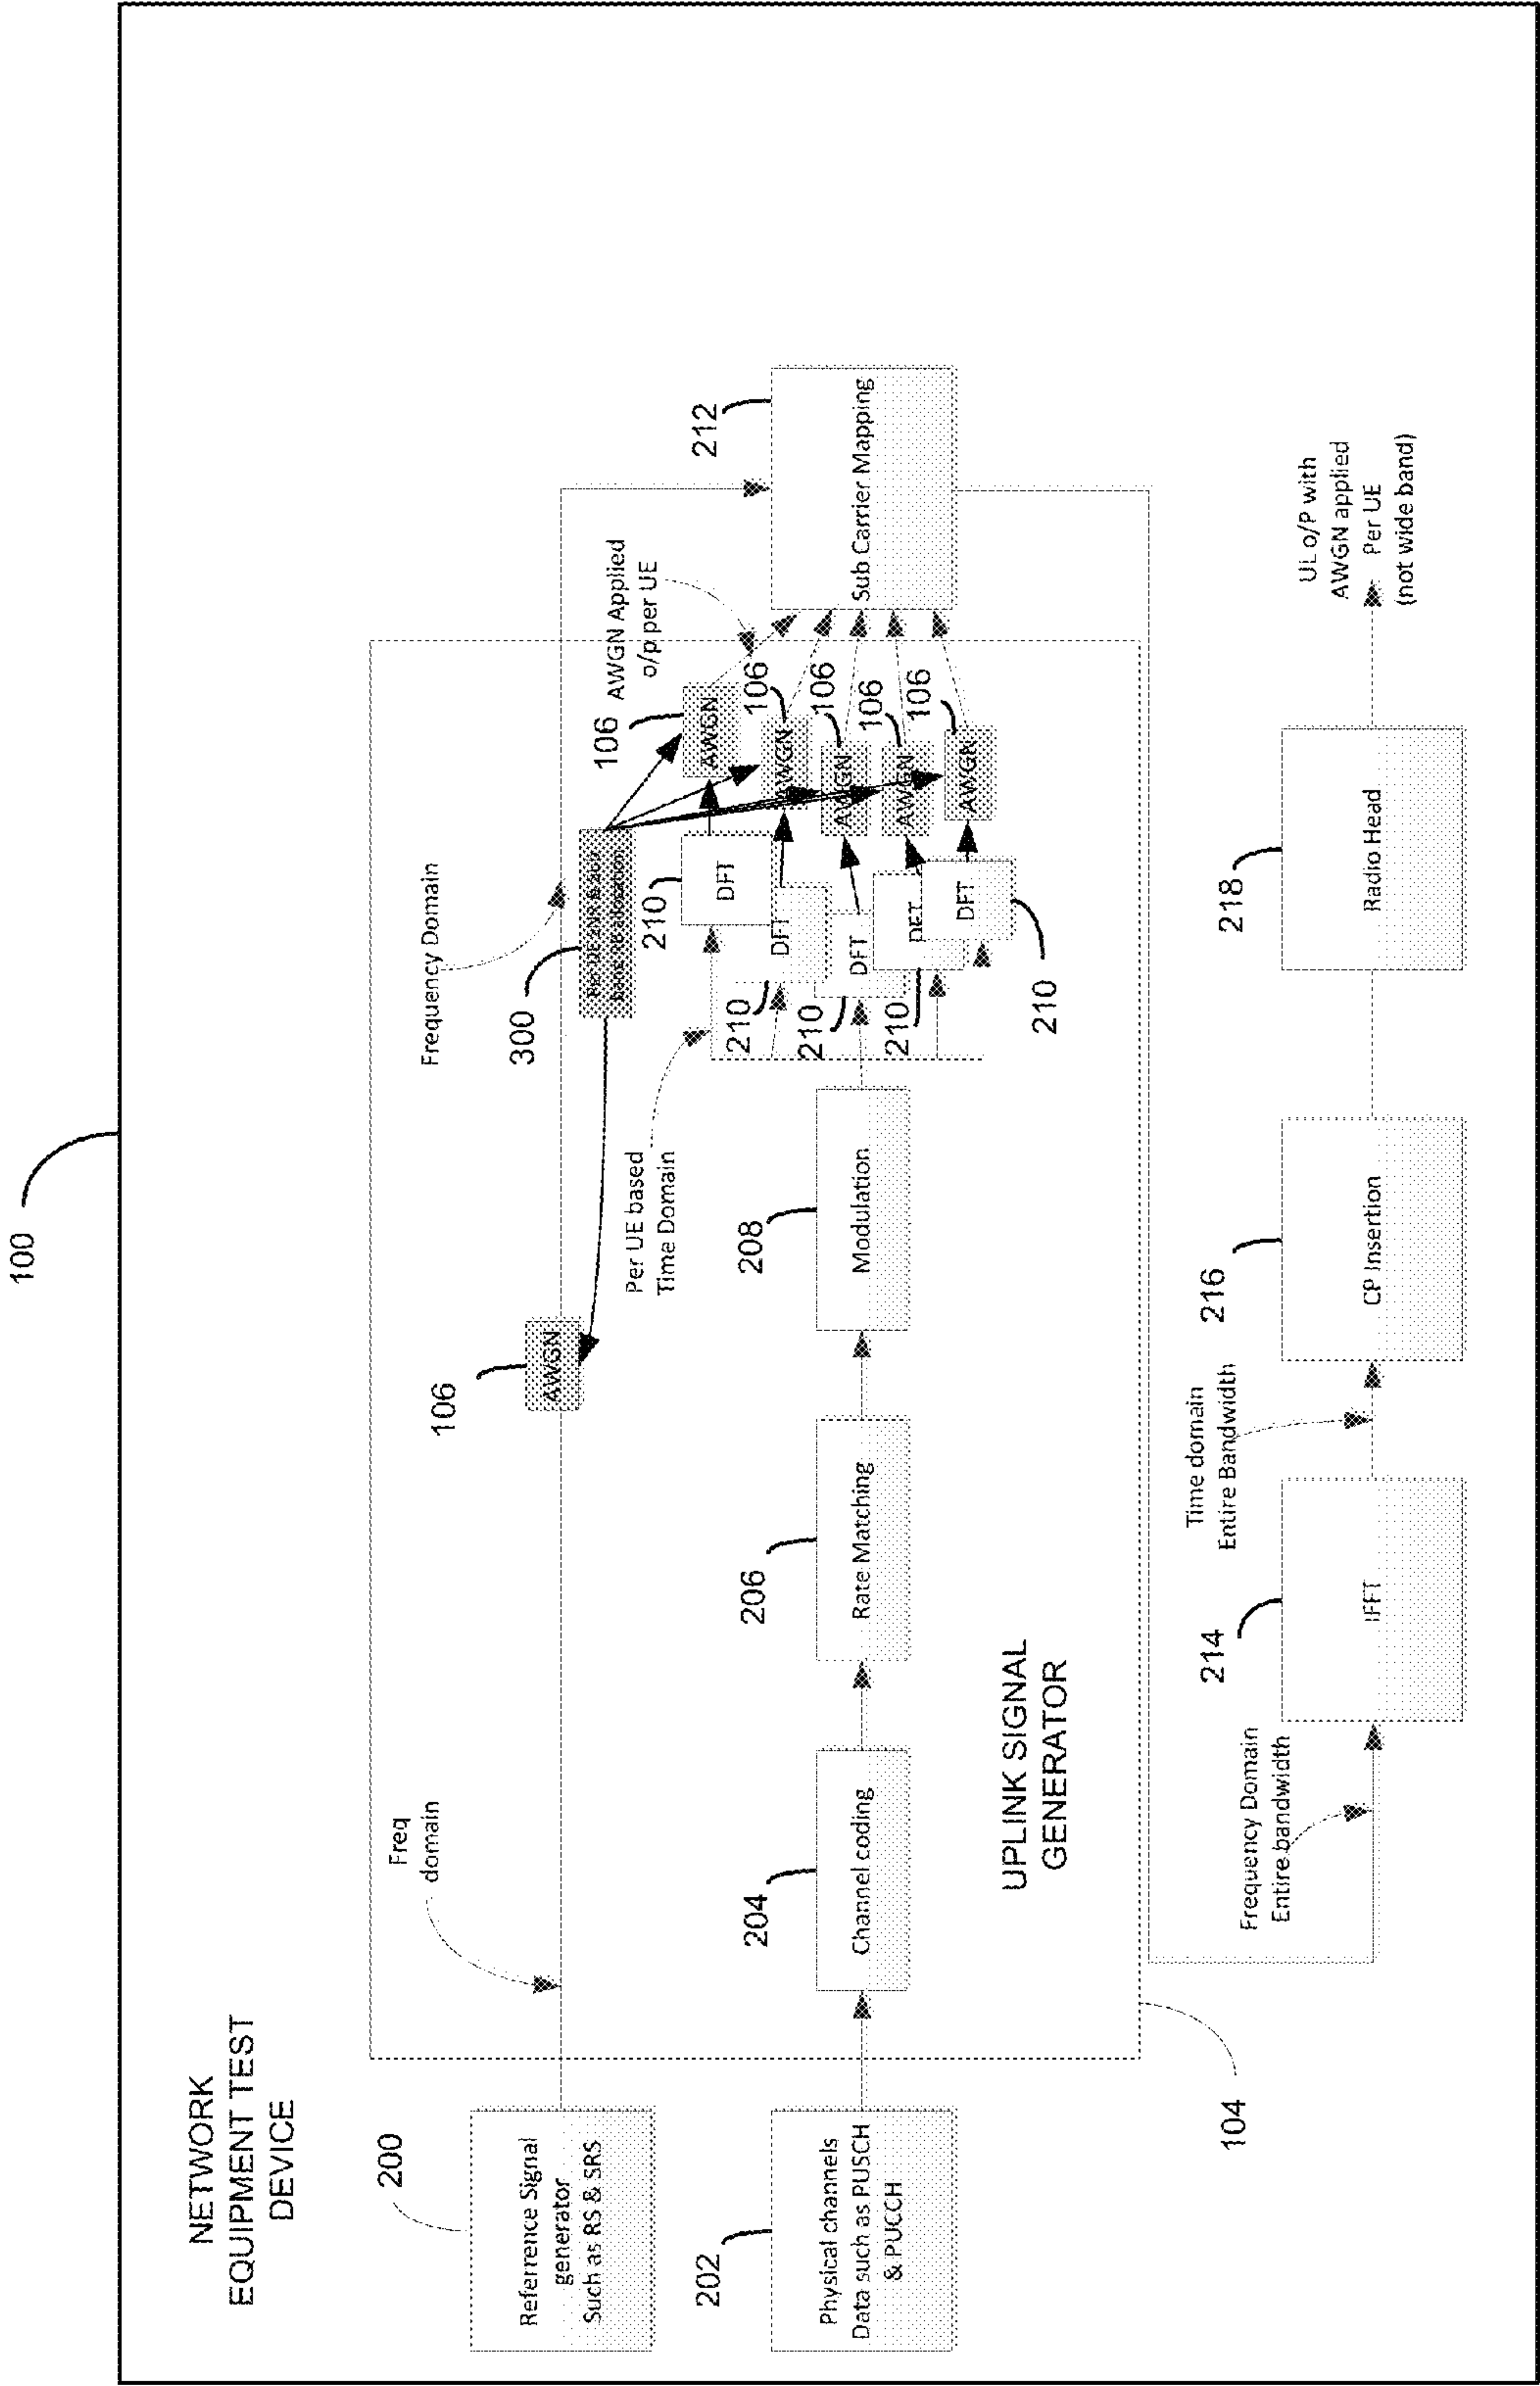 100
NETWORK
EQUIPMENT TEST
DEVICE
200
Referrence Signal
generator
Such as RS & SRS
Freq
domain
106
AWGN
Frequency Domain
300
Per UE based
Time Domain
202
Physical channels
Data such as PUSCH
& PUCCH
204
Channel coding
206
Rate Matching
208
Modulation
210
DFT
210
DFT
210
DFT
210
DFT
210
DFT
106
AWGN
106
AWGN
106
AWGN
106
AWGN
106
AWGN
AWGN Applied
o/p per UE
212
Sub Carrier Mapping
UPLINK SIGNAL
GENERATOR
104
Frequency Domain
Entire bandwidth
214
IFFT
Time domain
Entire Bandwidth
216
CP Insertion
218
Radio Head
UL o/P with
AWGN applied
Per UE
(not wide band)